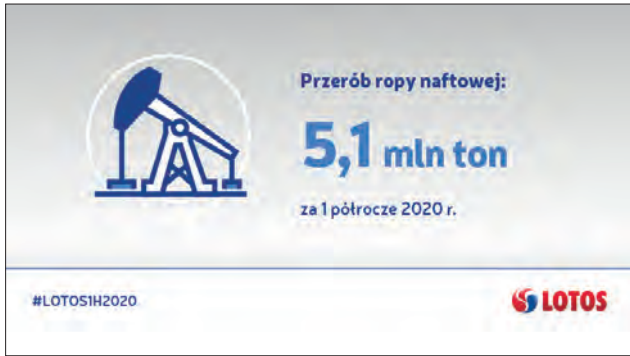 Przerób ropy naftowej:
5,1 mln ton
za 1 półrocze 2020 r.
#LOTOS1H2020
LOTOS